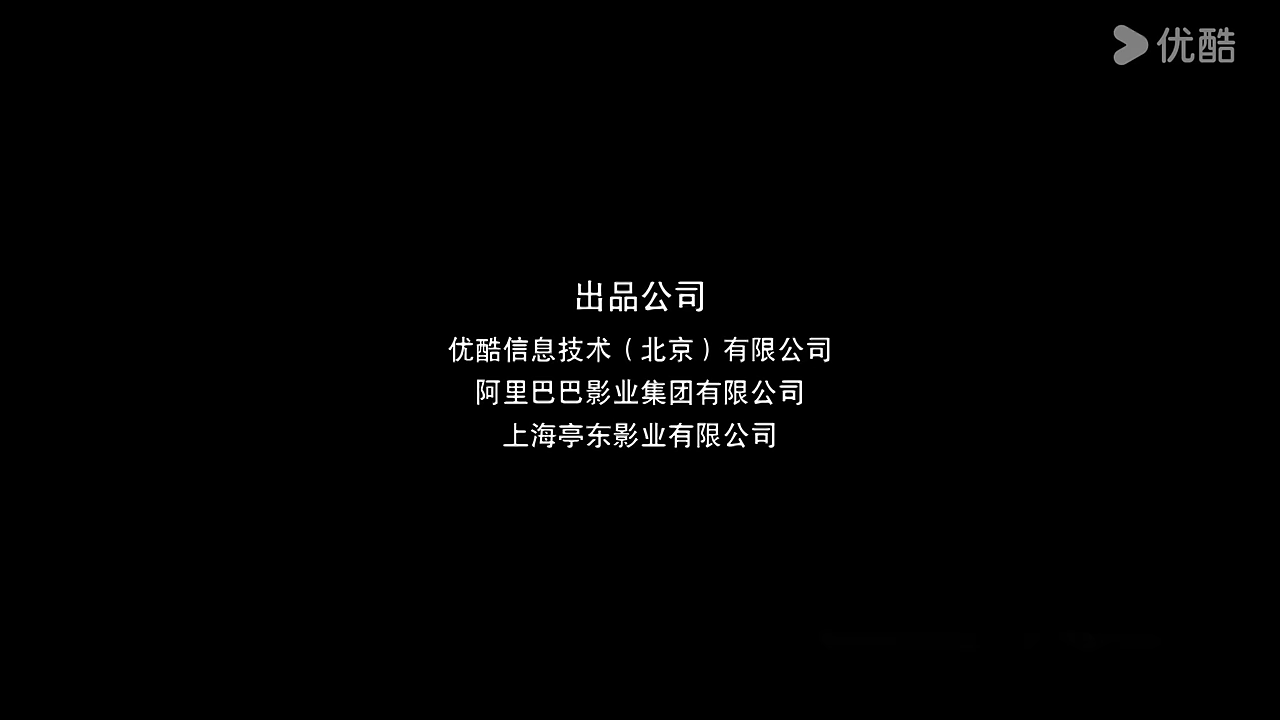 优酷
出品公司
优酷信息技术（北京）有限公司
阿里巴巴影业集团有限公司
上海亭东影业有限公司